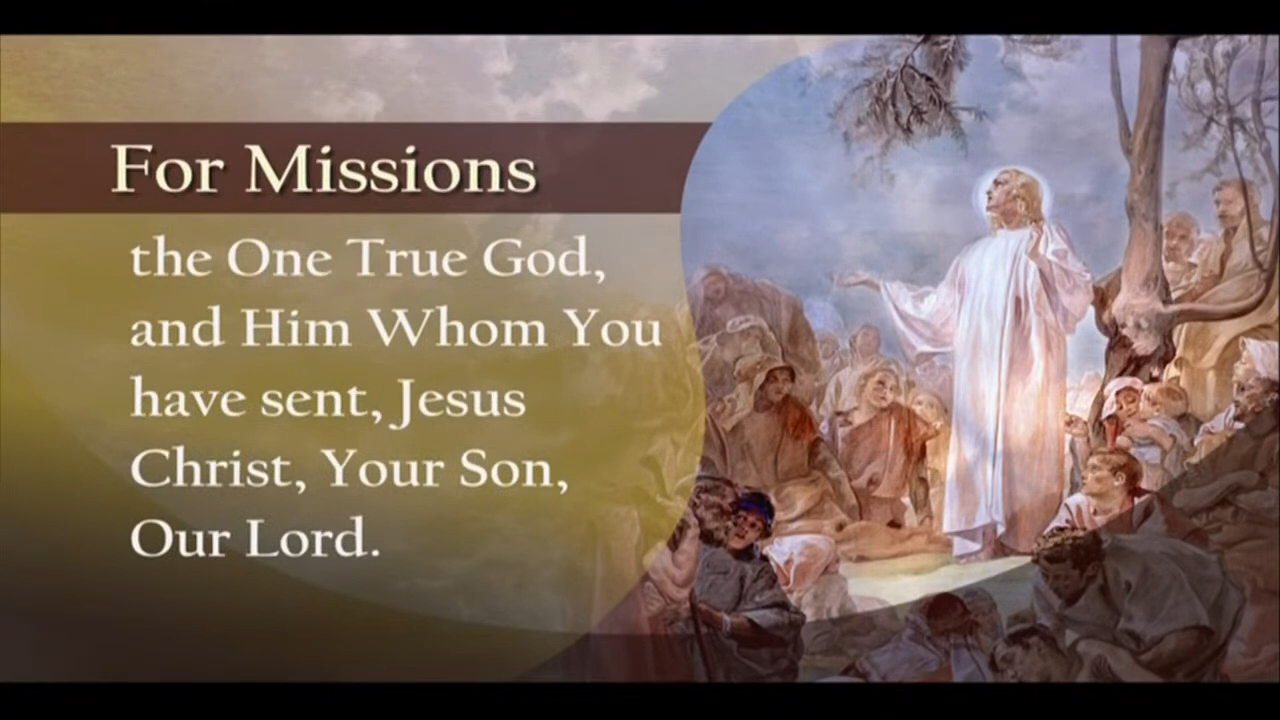 For Missions
the One True God,
and Him Whom You
have sent, Jesus
Christ, Your Son,
Our Lord.